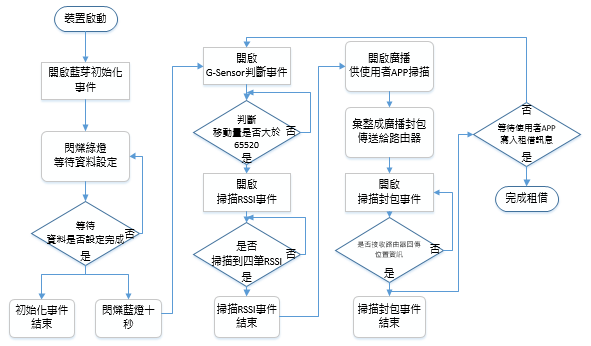 裝置啟動
開啟藍芽初始化
事件
閃爍綠燈
等待資料設定
等待
資料是否設定完成
否
是
初始化事件
結束
閃爍藍燈十
秒
開啟
G-Sensor判斷事件
判斷
移動量是否大於
65520
否
是
開啟
掃描RSSI事件
是否
掃描到四筆RSSI
否
是
掃描RSSI事件
結束
開啟廣播
供使用者APP掃描
彙整成廣播封包
傳送給路由器
開啟
掃描封包事件
是否接收路由器回傳
位置資訊
否
是
掃描封包事件
結束
否
等待使用者APP
寫入租借訊息
是
完成租借